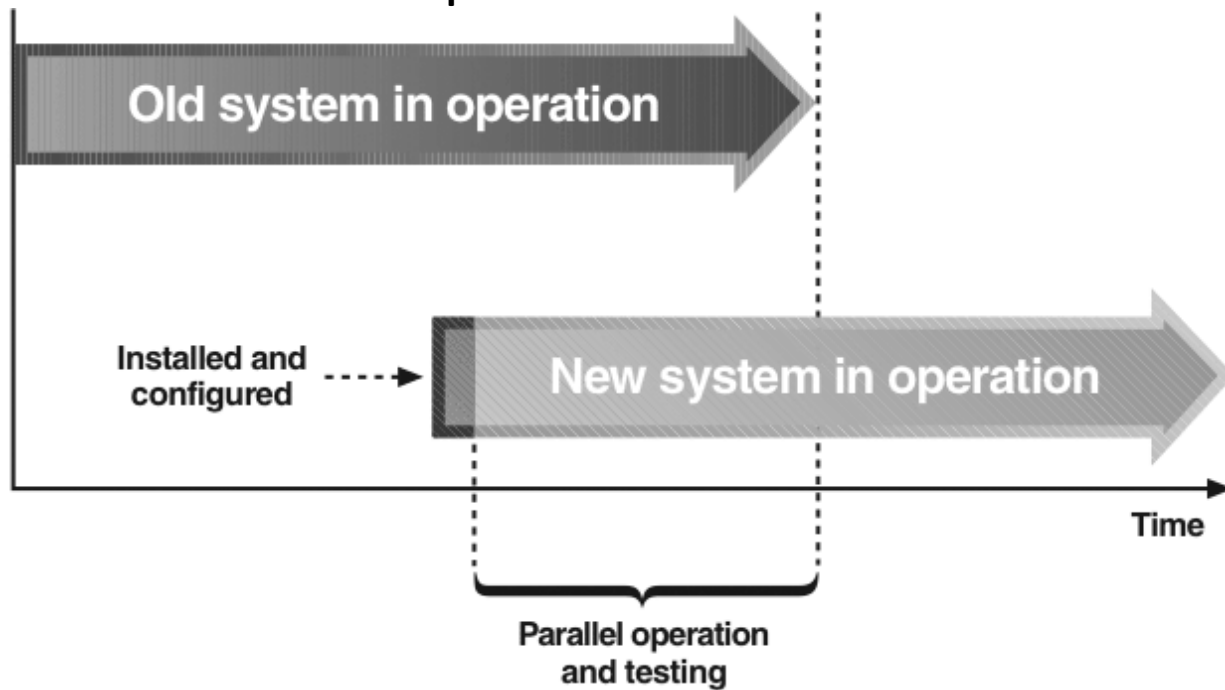 Old system in operation
Installed and
configured
New system in operation
Time
Parallel operation
and testing